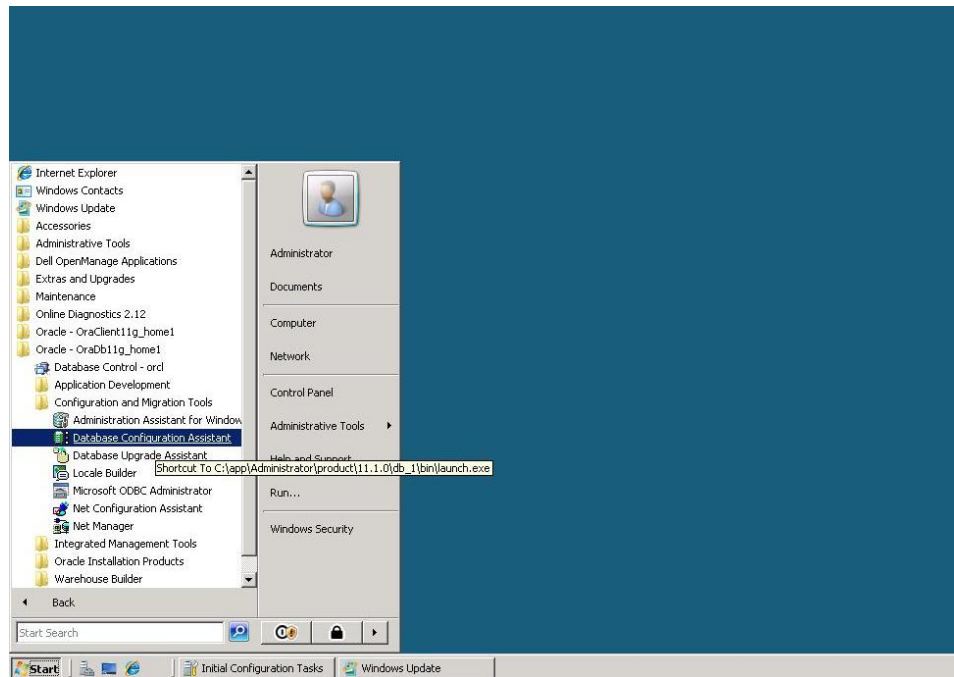 Internet Explorer
Windows Contacts
Windows Update
Accessories
Administrative Tools
Dell OpenManage Applications
Extras and Upgrades
Maintenance
Online Diagnostics 2.12
Oracle - OraClient11g_home1
Oracle - OraDb11g_home1
Database Control - orcl
Application Development
Configuration and Migration Tools
Administration Assistant for Window
Database Configuration Assistant
Database Upgrade Assistant
Shortcut To C:\app\Administrator\product\11.1.0\db_1\bin\launch.exe
Locale Builder
Microsoft ODBC Administrator
Net Configuration Assistant
Net Manager
Integrated Management Tools
Oracle Installation Products
Warehouse Builder
Back
Start Search
Administrator
Documents
Computer
Network
Control Panel
Administrative Tools
Help and Support
Run...
Windows Security
Start
Initial Configuration Tasks
Windows Update